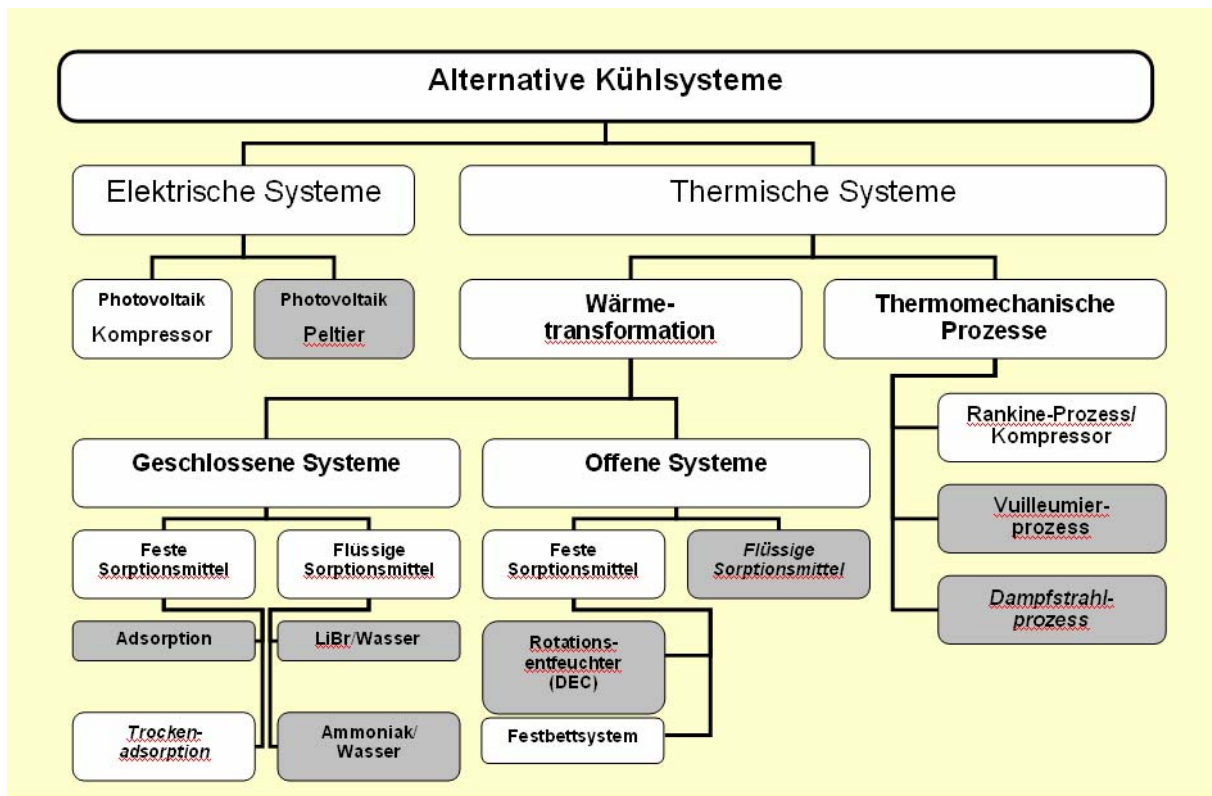 Alternative Kühlsysteme
Elektrische Systeme
Thermische Systeme
Photovoltaik
Kompressor
Photovoltaik
Peltier
Wärme-
transformation
Thermomechanische
Prozesse
Rankine-Prozess/
Kompressor
Vuilleumier-
prozess
Dampfstrahl-
prozess
Geschlossene Systeme
Offene Systeme
Feste
Sorptionsmittel
Flüssige
Sorptionsmittel
Feste
Sorptionsmittel
Flüssige
Sorptionsmittel
Adsorption
LiBr/Wasser
Rotations-
entfeuchter
(DEC)
Trocken-
adsorption
Ammoniak/
Wasser
Festbettsystem